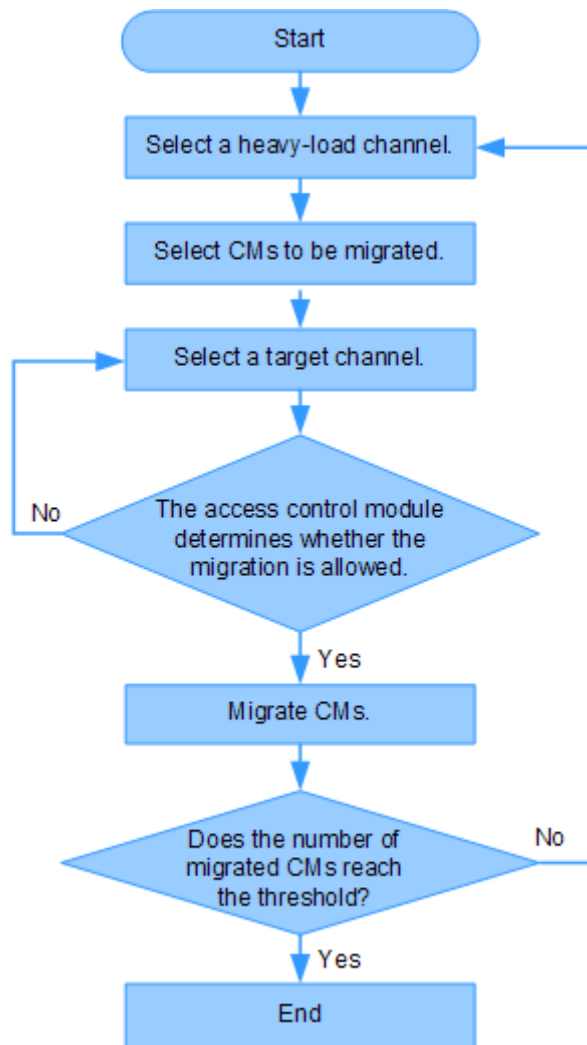 Start
Select a heavy-load channel.
Select CMs to be migrated.
Select a target channel.
The access control module
determines whether the
migration is allowed.
No
Yes
Migrate CMs.
Does the number of
migrated CMs reach
the threshold?
No
Yes
End